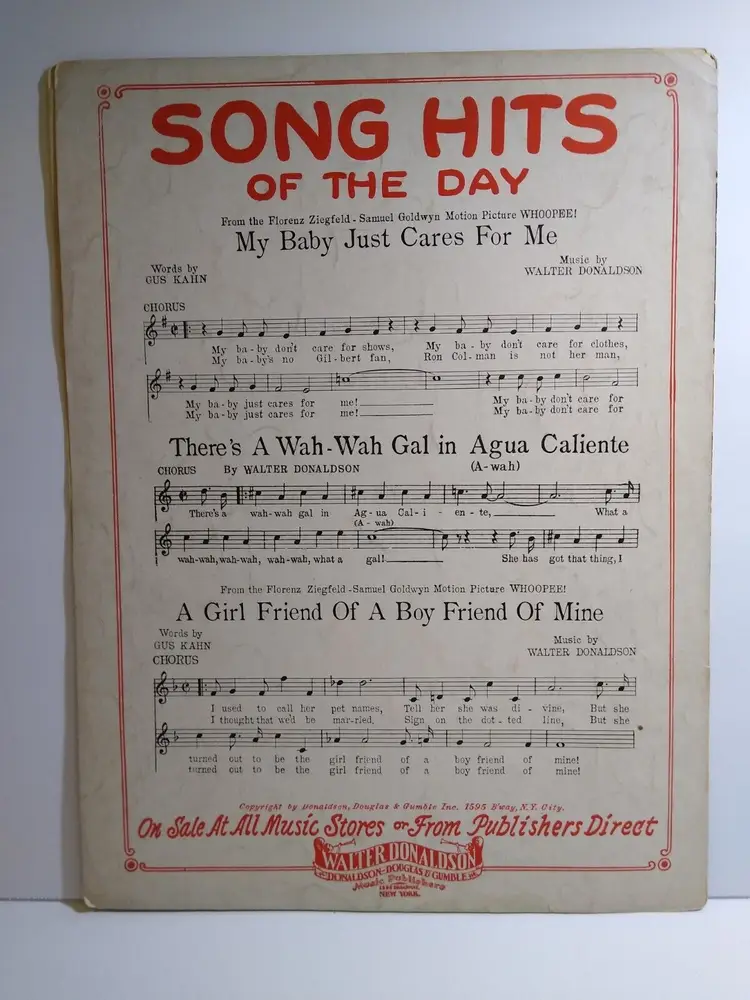 SONG HITS
OF THE DAY
From the Florenz Ziegfeld - Samuel Goldwyn Motion Picture WHOOPEE!
My Baby Just Cares For Me
Words by
GUS KAHN
Music by
WALTER DONALDSON
CHORUS
My ba-by don't care for shows, My ba-by don't care for clothes,
My ba-by's no Gil-bert fan, Ron Col-man is not her man,
My ba-by just cares for me! My ba-by don't care for
My ba-by just cares for me! My ba-by don't care for
There's A Wah-Wah Gal in Agua Caliente
CHORUS By WALTER DONALDSON (A-wah)
There's a wah-wah gal in Ag-ua Cal-i-en-te, What a
(A-wah)
wah-wah, wah-wah, wah-wah, what a gal! She has got that thing, I
From the Florenz Ziegfeld - Samuel Goldwyn Motion Picture WHOOPEE!
A Girl Friend Of A Boy Friend Of Mine
Words by
GUS KAHN
Music by
WALTER DONALDSON
CHORUS
I used to call her pet names, Tell her she was di-vine, But she
I thought that we'd be mar-ried, Sign on the dot-ted line, But she
turned out to be the girl friend of a boy friend of mine!
turned out to be the girl friend of a boy friend of mine!
Copyright by Donaldson, Douglas & Gumble Inc. 1595 B'way, N.Y. City.
On Sale At All Music Stores or From Publishers Direct
WALTER DONALDSON
DONALDSON-DOUGLAS & GUMBLE
Music Publishers
1595 BROADWAY
NEW YORK.